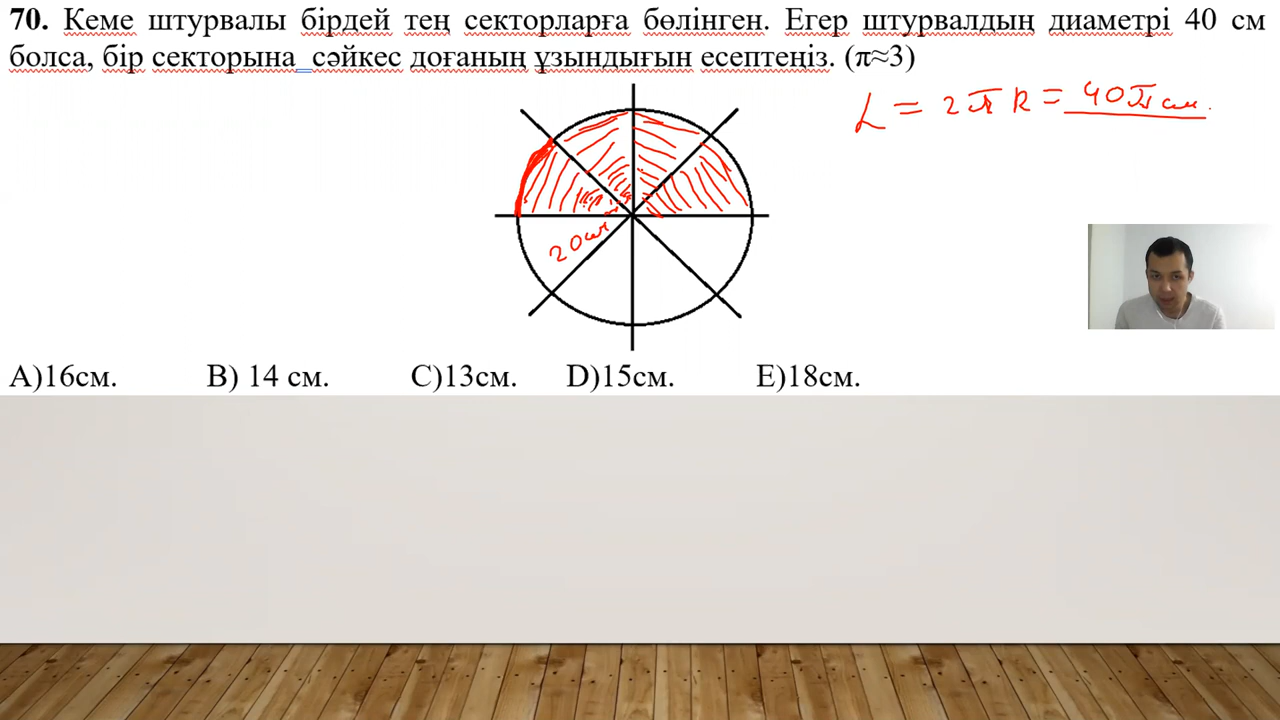 70. Кеме штурвалы бірдей тең секторларға бөлінген. Егер штурвалдың диаметрі 40 см
болса, бір секторына сәйкес доғаның ұзындығын есептеңіз. (π≈3)
L = 2πR = 40π см.
20см
A)16см. B) 14 см. C)13см. D)15см. E)18см.